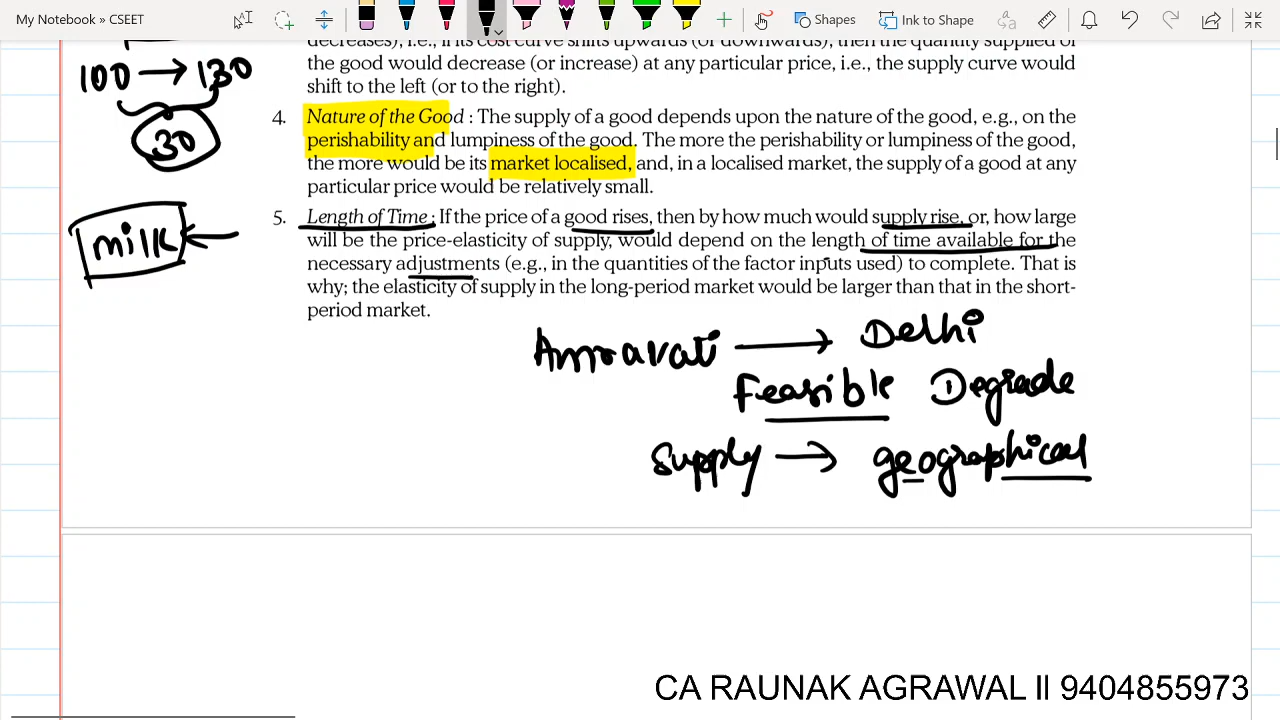 My Notebook » CSEET
Shapes
Ink to Shape
decreases), i.e., if its cost curve shifts upwards (or downwards), then the quantity supplied of
the good would decrease (or increase) at any particular price, i.e., the supply curve would
shift to the left (or to the right).
100 → 130
30
4. Nature of the Good : The supply of a good depends upon the nature of the good, e.g., on the
perishability and lumpiness of the good. The more the perishability or lumpiness of the good,
the more would be its market localised, and, in a localised market, the supply of a good at any
particular price would be relatively small.
milk
5. Length of Time : If the price of a good rises, then by how much would supply rise, or, how large
will be the price-elasticity of supply, would depend on the length of time available for the
necessary adjustments (e.g., in the quantities of the factor inputs used) to complete. That is
why; the elasticity of supply in the long-period market would be larger than that in the short-
period market.
Amravati → Delhi
Feasible Degrade
Supply → geographical
CA RAUNAK AGRAWAL II 9404855973